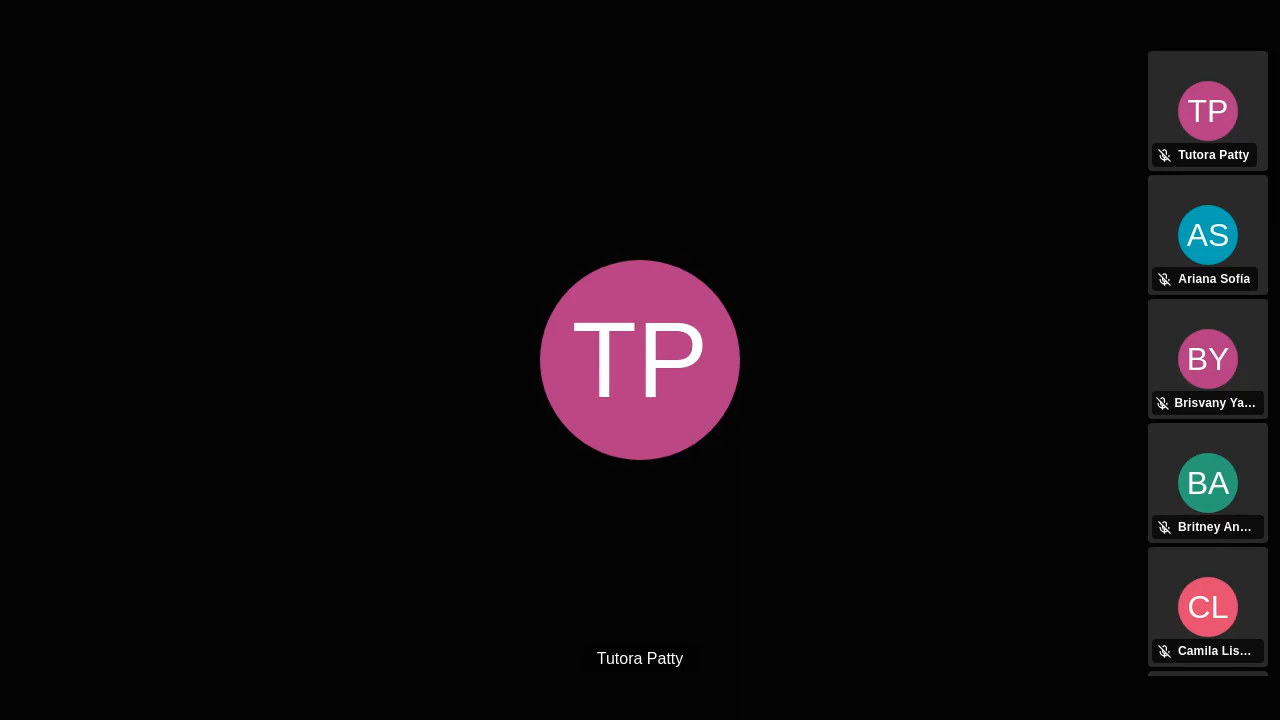 TP
Tutora Patty
TP
Tutora Patty
AS
Ariana Sofía
BY
Brisvany Ya...
BA
Britney An...
CL
Camila Lis...